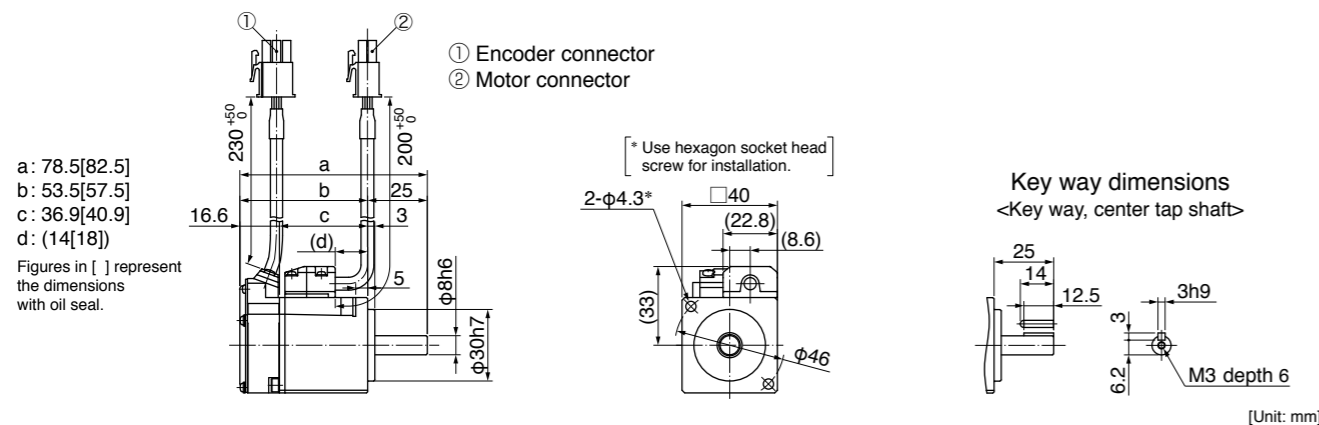 ① ②
① Encoder connector
② Motor connector
230 +50 0
200 +50 0
a: 78.5[82.5]
b: 53.5[57.5]
c: 36.9[40.9]
d: (14[18])
Figures in [ ] represent
the dimensions
with oil seal.
a
b 25
16.6 c 3
(d)
5
φ8h6
φ30h7
[* Use hexagon socket head
screw for installation.]
2-φ4.3*
□40
(22.8)
(8.6)
(33)
φ46
Key way dimensions
<Key way, center tap shaft>
25
14
12.5
3h9
3
6.2
M3 depth 6
[Unit: mm]